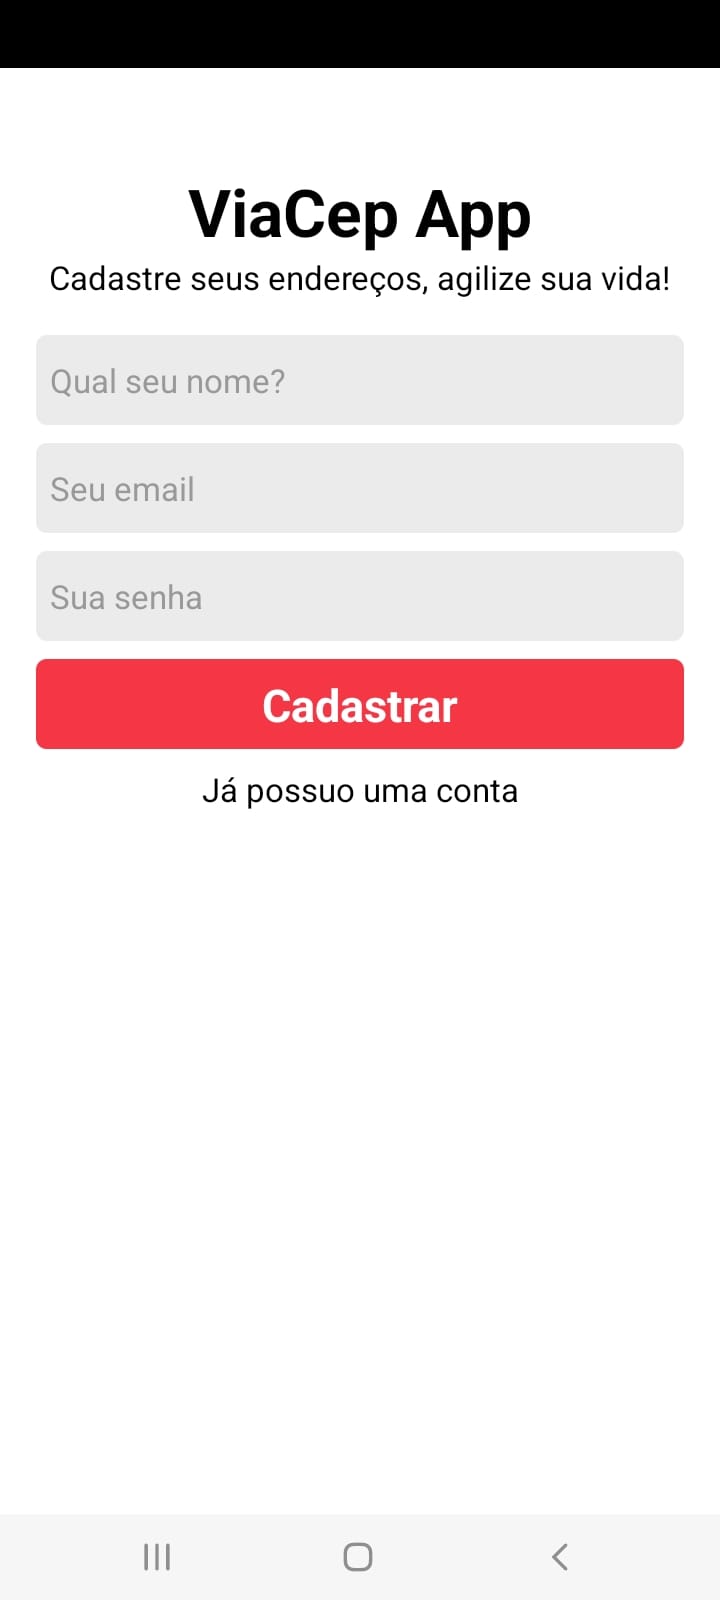 ViaCep App
Cadastre seus endereços, agilize sua vida!
Qual seu nome?
Seu email
Sua senha
Cadastrar
Já possuo uma conta